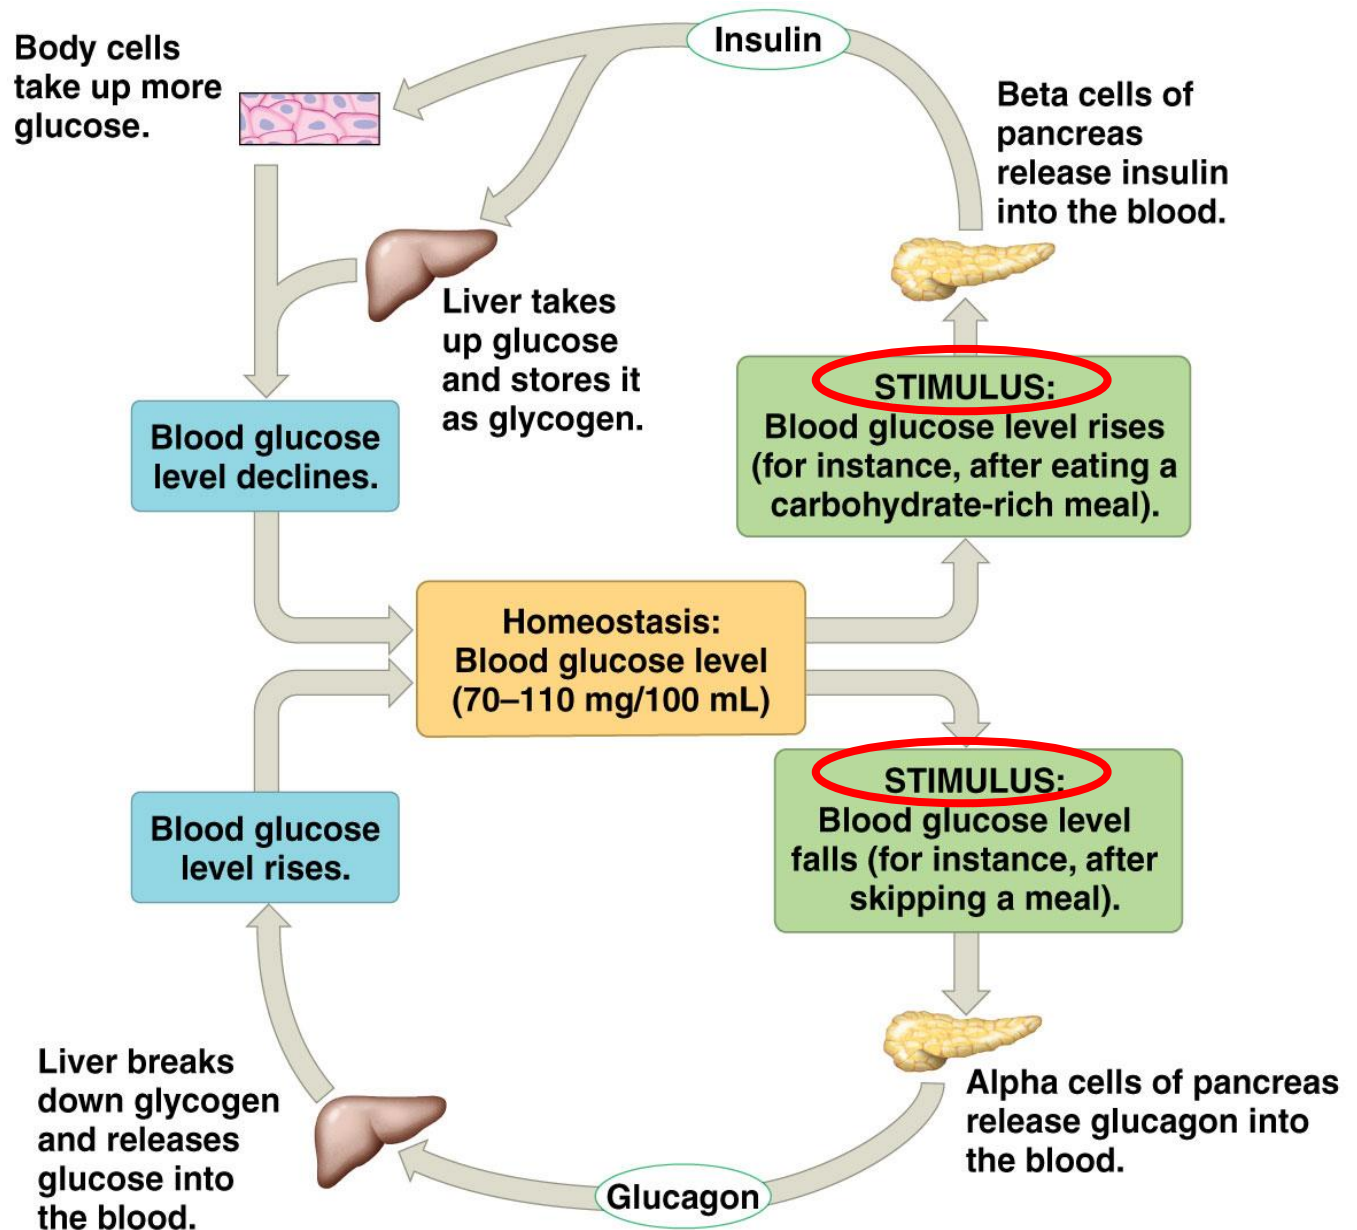 Insulin
Body cells
take up more
glucose.
Beta cells of
pancreas
release insulin
into the blood.
Liver takes
up glucose
and stores it
as glycogen.
STIMULUS:
Blood glucose level rises
(for instance, after eating a
carbohydrate-rich meal).
Blood glucose
level declines.
Homeostasis:
Blood glucose level
(70–110 mg/100 mL)
STIMULUS:
Blood glucose level
falls (for instance, after
skipping a meal).
Blood glucose
level rises.
Alpha cells of pancreas
release glucagon into
the blood.
Liver breaks
down glycogen
and releases
glucose into
the blood.
Glucagon